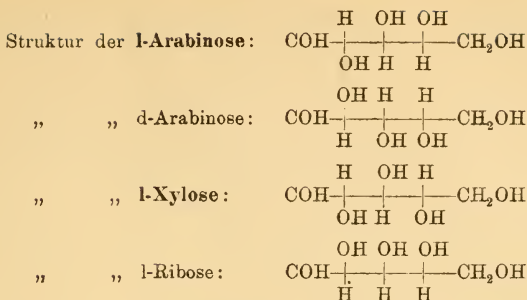 H OH OH
Struktur der l-Arabinose: COH CH₂OH
OH H H
OH H H
„ „ d-Arabinose: COH CH₂OH
H OH OH
H OH H
„ „ l-Xylose: COH CH₂OH
OH H OH
OH OH OH
„ „ l-Ribose: COH CH₂OH
H H H